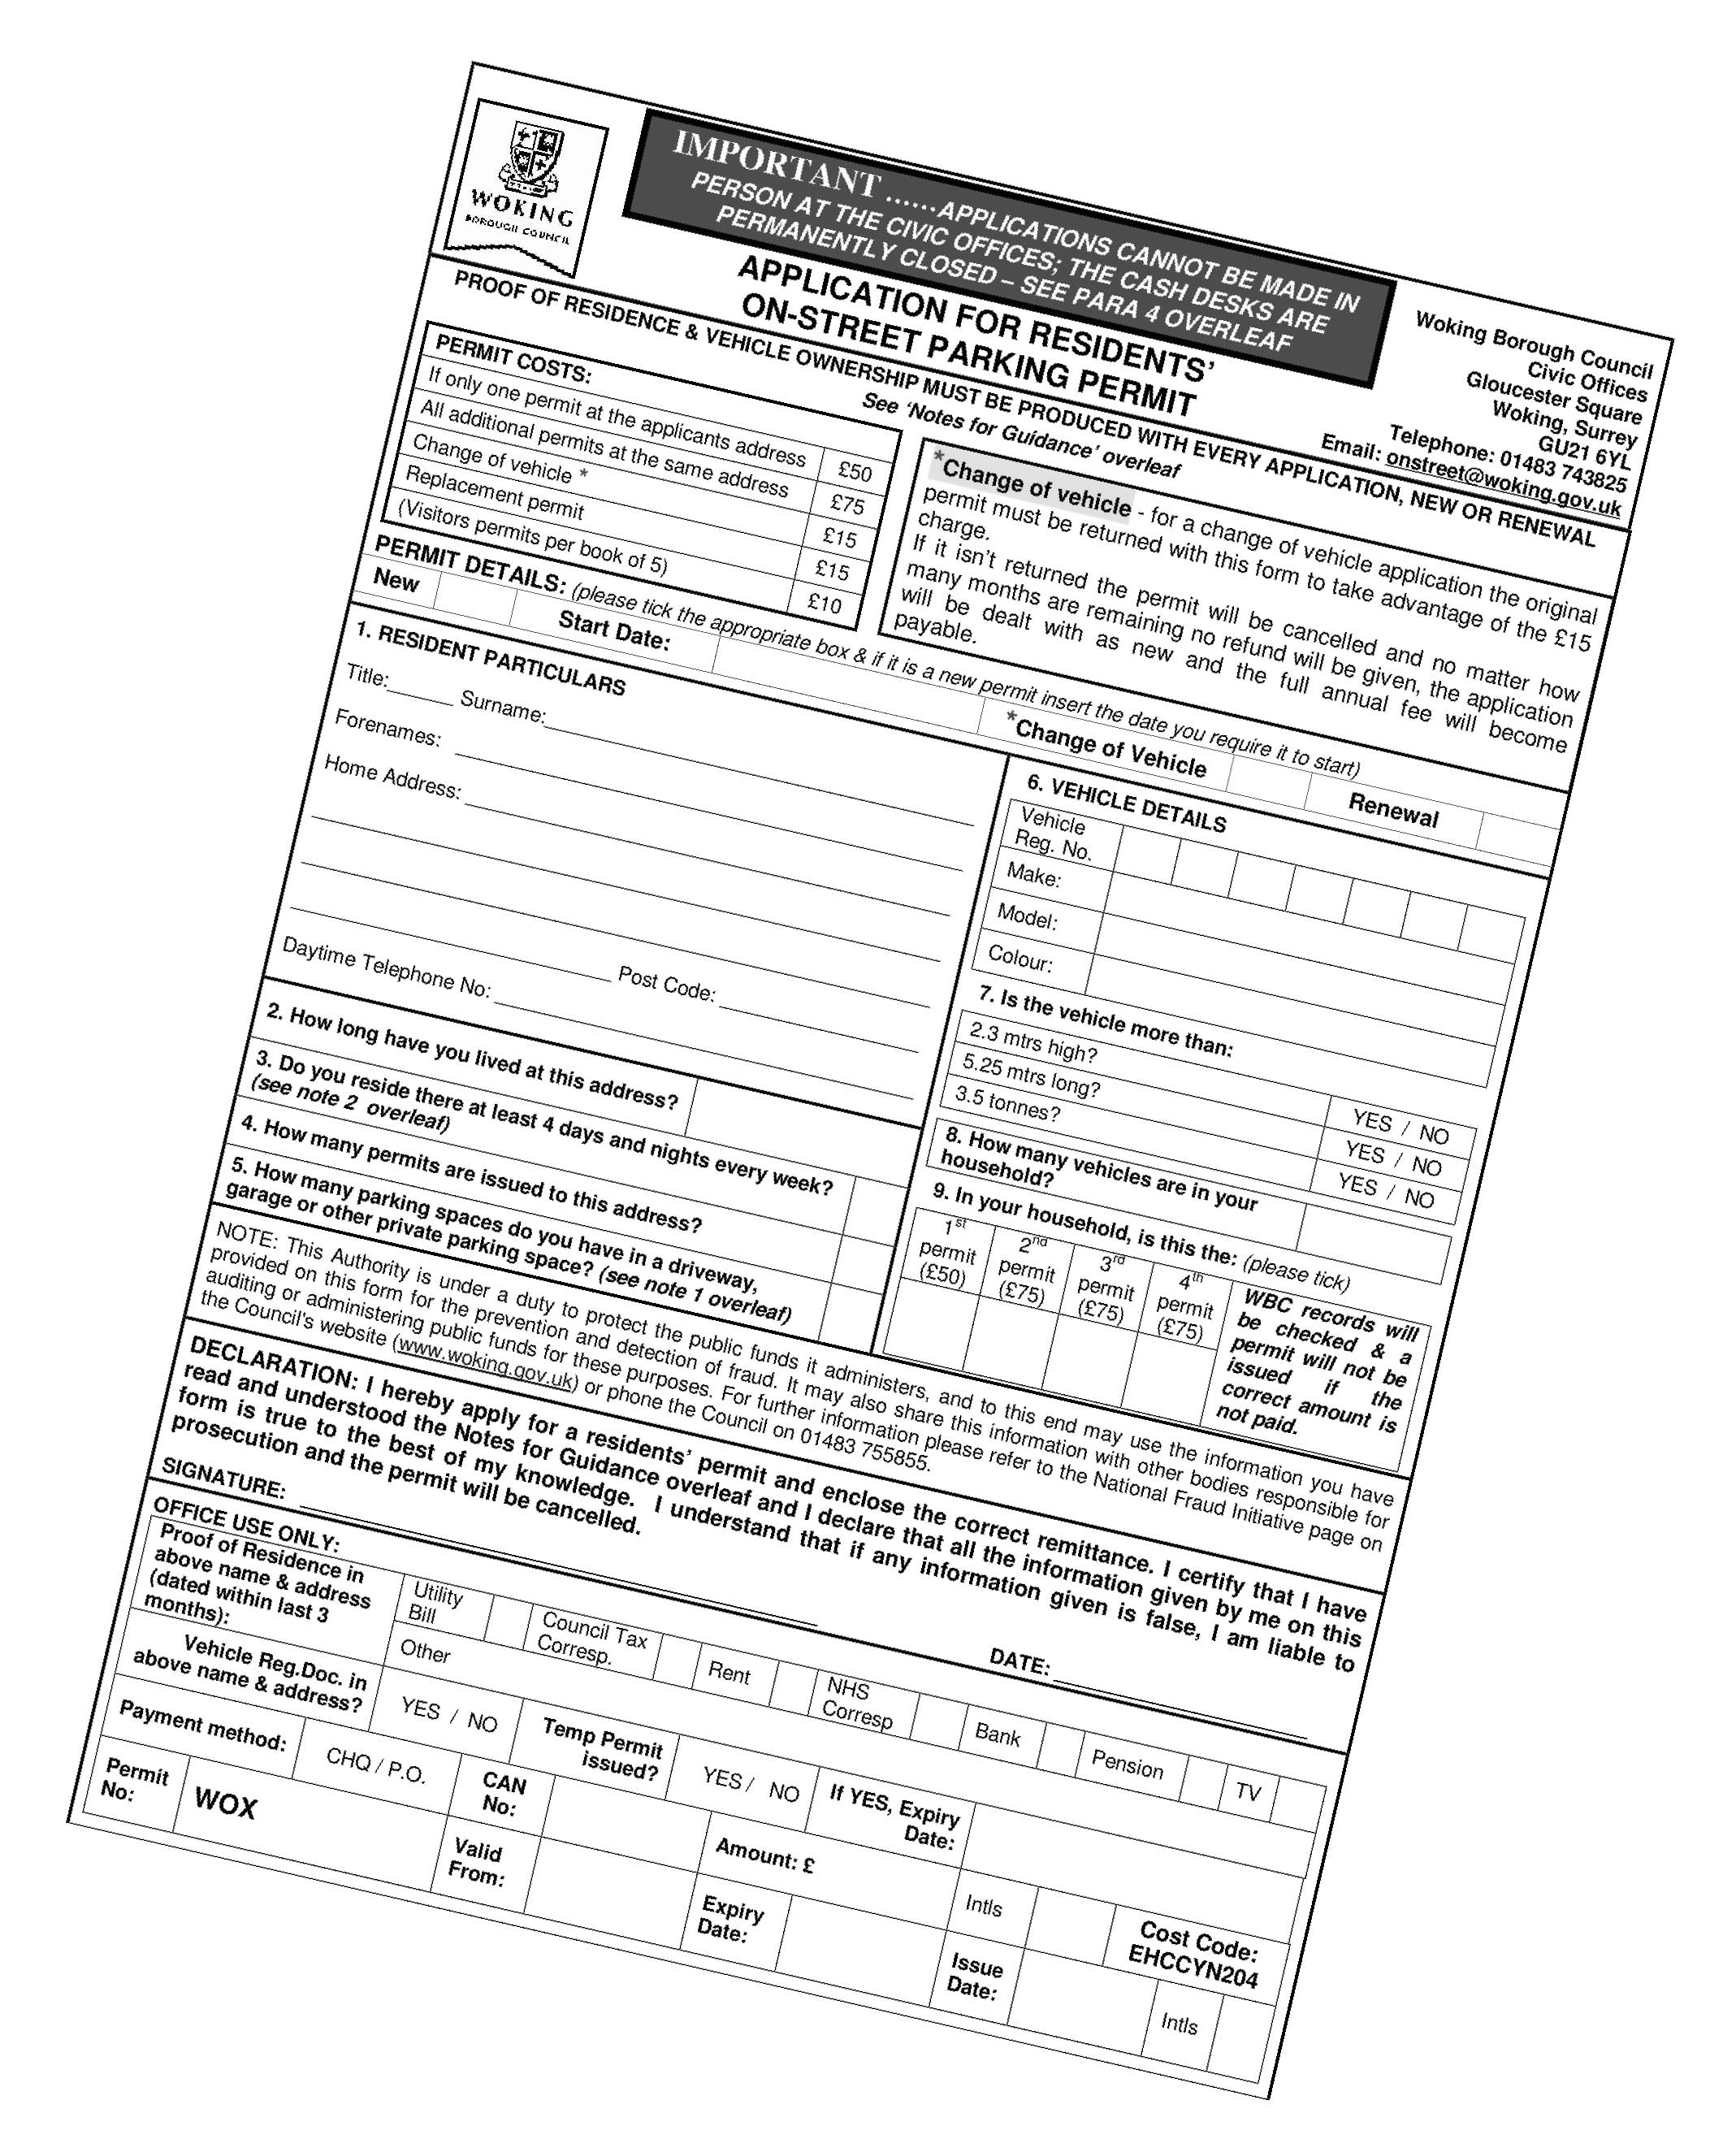 WOKING
BOROUGH COUNCIL
IMPORTANT ......APPLICATIONS CANNOT BE MADE IN
PERSON AT THE CIVIC OFFICES; THE CASH DESKS ARE
PERMANENTLY CLOSED – SEE PARA 4 OVERLEAF
APPLICATION FOR RESIDENTS’
ON-STREET PARKING PERMIT
Woking Borough Council
Civic Offices
Gloucester Square
Woking, Surrey
GU21 6YL
Telephone: 01483 743825
Email: onstreet@woking.gov.uk
PROOF OF RESIDENCE & VEHICLE OWNERSHIP MUST BE PRODUCED WITH EVERY APPLICATION, NEW OR RENEWAL
See ‘Notes for Guidance’ overleaf
PERMIT COSTS:
If only one permit at the applicants address £50
All additional permits at the same address £75
Change of vehicle * £15
Replacement permit £15
(Visitors permits per book of 5) £10
*Change of vehicle - for a change of vehicle application the original
permit must be returned with this form to take advantage of the £15
charge.
If it isn’t returned the permit will be cancelled and no matter how
many months are remaining no refund will be given, the application
will be dealt with as new and the full annual fee will become
payable.
PERMIT DETAILS: (please tick the appropriate box & if it is a new permit insert the date you require it to start)
New Start Date: *Change of Vehicle Renewal
1. RESIDENT PARTICULARS
Title: Surname:
Forenames:
Home Address:
Post Code:
Daytime Telephone No:
2. How long have you lived at this address?
3. Do you reside there at least 4 days and nights every week?
(see note 2 overleaf)
4. How many permits are issued to this address?
5. How many parking spaces do you have in a driveway,
garage or other private parking space? (see note 1 overleaf)
6. VEHICLE DETAILS
Vehicle
Reg. No.
Make:
Model:
Colour:
7. Is the vehicle more than:
2.3 mtrs high? YES / NO
5.25 mtrs long? YES / NO
3.5 tonnes? YES / NO
8. How many vehicles are in your
household?
9. In your household, is this the: (please tick)
1st
permit
(£50)
2nd
permit
(£75)
3rd
permit
(£75)
4th
permit
(£75)
WBC records will
be checked & a
permit will not be
issued if the
correct amount is
not paid.
NOTE: This Authority is under a duty to protect the public funds it administers, and to this end may use the information you have
provided on this form for the prevention and detection of fraud. It may also share this information with other bodies responsible for
auditing or administering public funds for these purposes. For further information please refer to the National Fraud Initiative page on
the Council's website (www.woking.gov.uk) or phone the Council on 01483 755855.
DECLARATION: I hereby apply for a residents’ permit and enclose the correct remittance. I certify that I have
read and understood the Notes for Guidance overleaf and I declare that all the information given by me on this
form is true to the best of my knowledge. I understand that if any information given is false, I am liable to
prosecution and the permit will be cancelled.
SIGNATURE: DATE:
OFFICE USE ONLY:
Proof of Residence in
above name & address
(dated within last 3
months):
Utility
Bill
Council Tax
Corresp.
Rent
NHS
Corresp
Bank
Pension
TV
Other
Vehicle Reg.Doc. in
above name & address?
YES / NO
Temp Permit
issued?
YES / NO
If YES, Expiry
Date:
Payment method:
CHQ / P.O.
CAN
No:
Amount: £
Intls
Cost Code:
EHCCYN204
Permit
No:
WOX
Valid
From:
Expiry
Date:
Issue
Date:
Intls